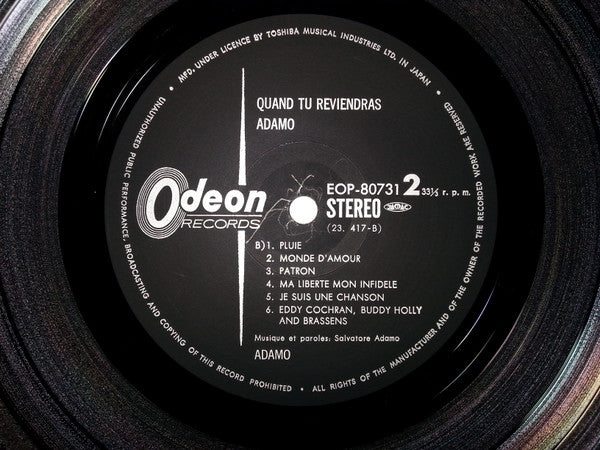 MFD. UNDER LICENCE BY TOSHIBA MUSICAL INDUSTRIES LTD. IN JAPAN •
QUAND TU REVIENDRAS
ADAMO
Odeon
RECORDS
EOP-80731 2 33⅓ r. p. m.
STEREO
(23. 417-B)
B) 1. PLUIE
2. MONDE D'AMOUR
3. PATRON
4. MA LIBERTE MON INFIDELE
5. JE SUIS UNE CHANSON
6. EDDY COCHRAN, BUDDY HOLLY
AND BRASSENS
Musique et paroles: Salvatore Adamo
ADAMO
UNAUTHORIZED PUBLIC PERFORMANCE, BROADCASTING AND COPYING OF THIS RECORD PROHIBITED • ALL RIGHTS OF THE MANUFACTURER AND OF THE OWNER OF THE RECORDED WORK ARE RESERVED •